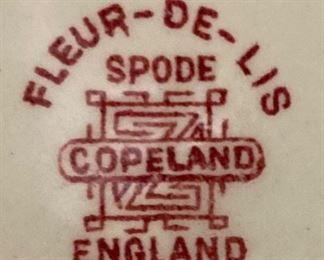 FLEUR-DE-LIS
SPODE
COPELAND
ENGLAND